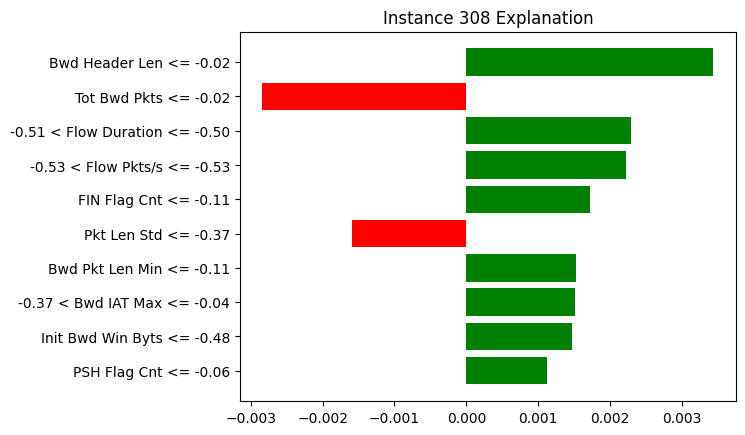 Instance 308 Explanation
Bwd Header Len <= -0.02
Tot Bwd Pkts <= -0.02
-0.51 < Flow Duration <= -0.50
-0.53 < Flow Pkts/s <= -0.53
FIN Flag Cnt <= -0.11
Pkt Len Std <= -0.37
Bwd Pkt Len Min <= -0.11
-0.37 < Bwd IAT Max <= -0.04
Init Bwd Win Byts <= -0.48
PSH Flag Cnt <= -0.06
−0.003 −0.002 −0.001 0.000 0.001 0.002 0.003